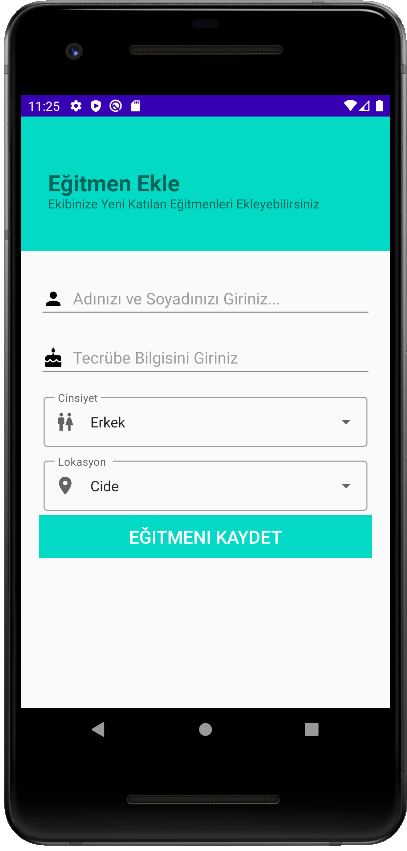 11:25
Eğitmen Ekle
Ekibinize Yeni Katılan Eğitmenleri Ekleyebilirsiniz
Adınızı ve Soyadınızı Giriniz...
Tecrübe Bilgisini Giriniz
Cinsiyet
Erkek
Lokasyon
Cide
EĞITMENI KAYDET